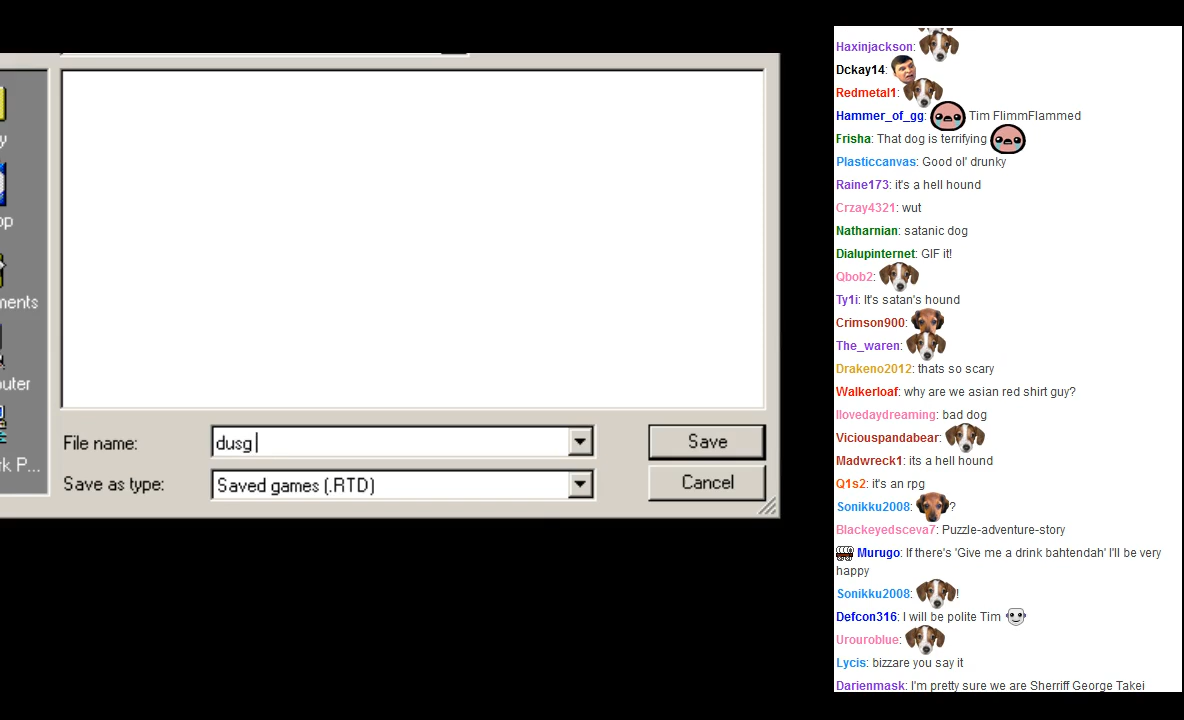 y
op
ments
outer
rk P...
File name:
dusg
Save
Save as type:
Saved games (.RTD)
Cancel
Haxinjackson:
Dckay14:
Redmetal1:
Hammer_of_gg: Tim FlimmFlammed
Frisha: That dog is terrifying
Plasticcanvas: Good ol' drunky
Raine173: it's a hell hound
Crzay4321: wut
Natharnian: satanic dog
Dialupinternet: GIF it!
Qbob2:
Ty1i: It's satan's hound
Crimson900:
The_waren:
Drakeno2012: thats so scary
Walkerloaf: why are we asian red shirt guy?
Ilovedaydreaming: bad dog
Viciouspandabear:
Madwreck1: its a hell hound
Q1s2: it's an rpg
Sonikku2008: ?
Blackeyedsceva7: Puzzle-adventure-story
Murugo: If there's 'Give me a drink bahtendah' I'll be very
happy
Sonikku2008: !
Defcon316: I will be polite Tim
Urouroblue:
Lycis: bizzare you say it
Darienmask: I'm pretty sure we are Sherriff George Takei